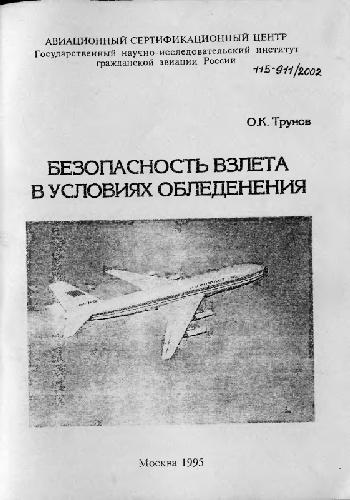 АВИАЦИОННЫЙ СЕРТИФИКАЦИОННЫЙ ЦЕНТР
Государственный научно-исследовательский институт
гражданской авиации России
115-911/2002
О.К. Трунов
БЕЗОПАСНОСТЬ ВЗЛЕТА
В УСЛОВИЯХ ОБЛЕДЕНЕНИЯ
Москва 1995